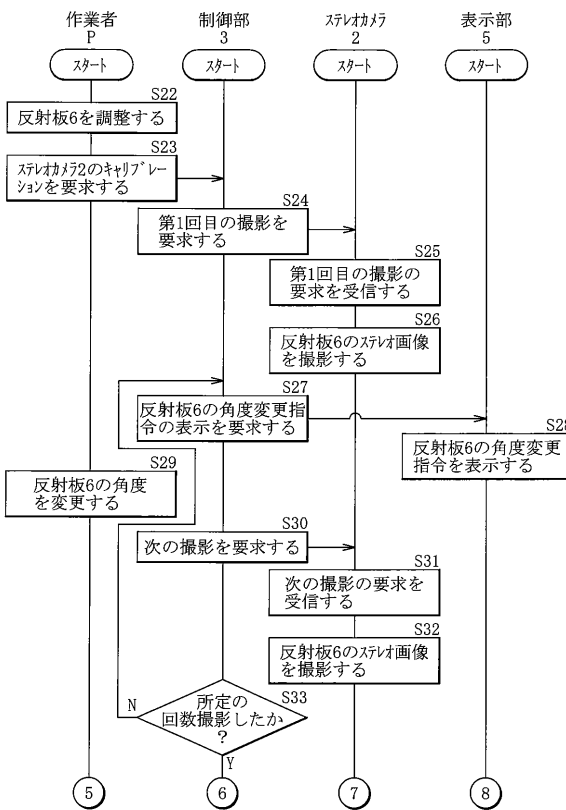 作業者
P
制御部
3
ステレオカメラ
2
表示部
5
スタート
スタート
スタート
スタート
S22
反射板6を調整する
S23
ステレオカメラ2のキャリブレー
ションを要求する
S24
第1回目の撮影を
要求する
S25
第1回目の撮影の
要求を受信する
S26
反射板6のステレオ画像
を撮影する
S27
反射板6の角度変更指
令の表示を要求する
S28
反射板6の角度変更
指令を表示する
S29
反射板6の角度
を変更する
S30
次の撮影を要求する
S31
次の撮影の要求を
受信する
S32
反射板6のステレオ画像
を撮影する
S33
所定の
回数撮影したか
?
N
Y
5
6
7
8